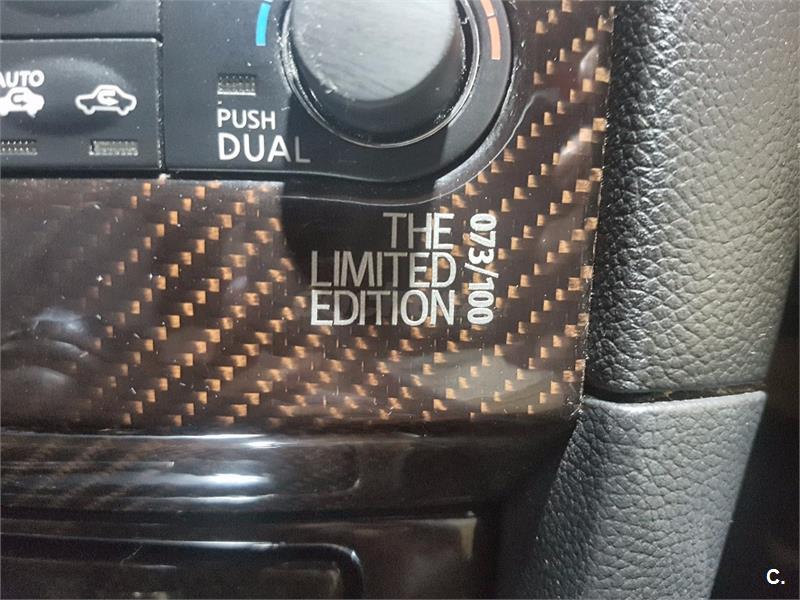 AUTO
PUSH
DUAL
THE
LIMITED
EDITION
073/100
C.